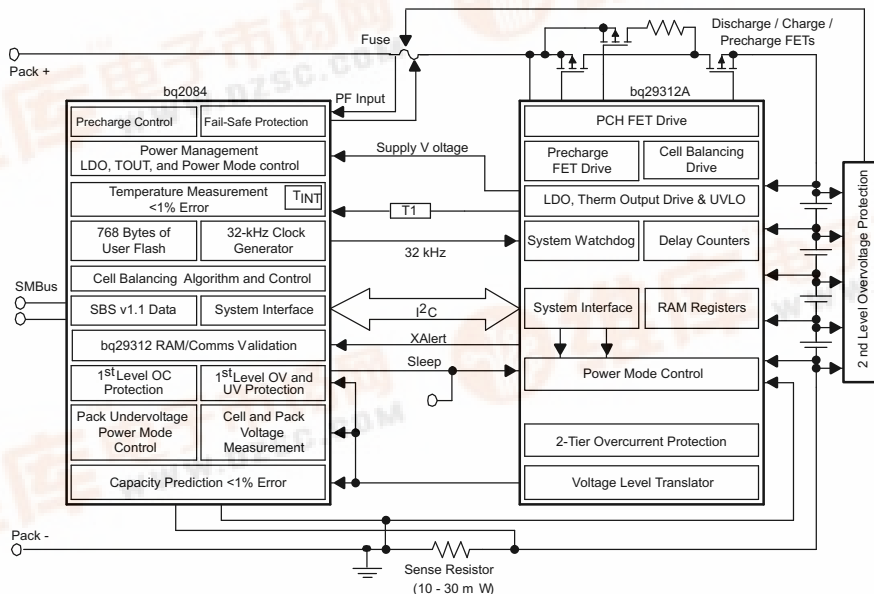 Discharge / Charge /
Precharge FETs
Fuse
Pack +
bq2084
PF Input
bq29312A
Precharge Control
Fail-Safe Protection
PCH FET Drive
Power Management
LDO, TOUT, and Power Mode control
Supply V oltage
Precharge
FET Drive
Cell Balancing
Drive
Temperature Measurement
<1% Error
TINT
T1
LDO, Therm Output Drive & UVLO
768 Bytes of
User Flash
32-kHz Clock
Generator
32 kHz
System Watchdog
Delay Counters
2 nd Level Overvoltage Protection
Cell Balancing Algorithm and Control
SMBus
SBS v1.1 Data
System Interface
I2C
System Interface
RAM Registers
bq29312 RAM/Comms Validation
XAlert
Sleep
1st Level OC
Protection
1st Level OV and
UV Protection
Power Mode Control
Pack Undervoltage
Power Mode
Control
Cell and Pack
Voltage
Measurement
2-Tier Overcurrent Protection
Capacity Prediction <1% Error
Voltage Level Translator
Pack -
Sense Resistor
(10 - 30 m W)
www.dzsc.com